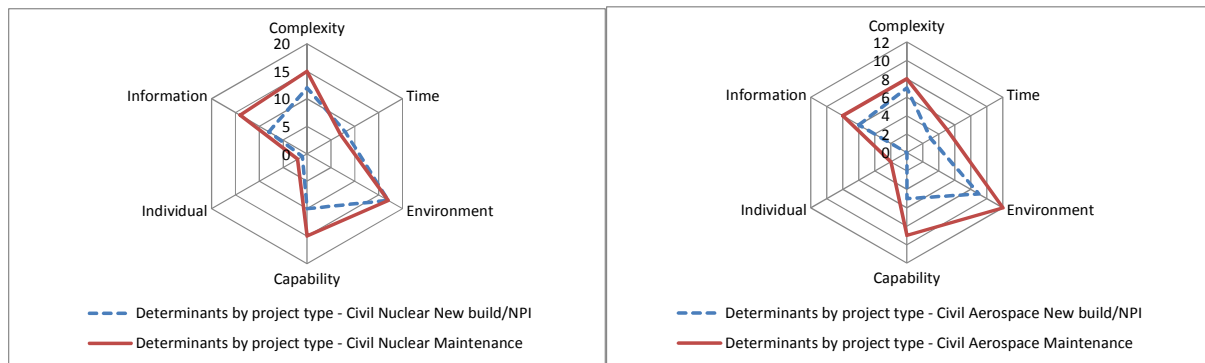 Complexity
20
15
10
5
0
Information
Time
Individual
Environment
Capability
Determinants by project type - Civil Nuclear New build/NPI
Determinants by project type - Civil Nuclear Maintenance
Complexity
12
10
8
6
4
2
0
Information
Time
Individual
Environment
Capability
Determinants by project type - Civil Aerospace New build/NPI
Determinants by project type - Civil Aerospace Maintenance